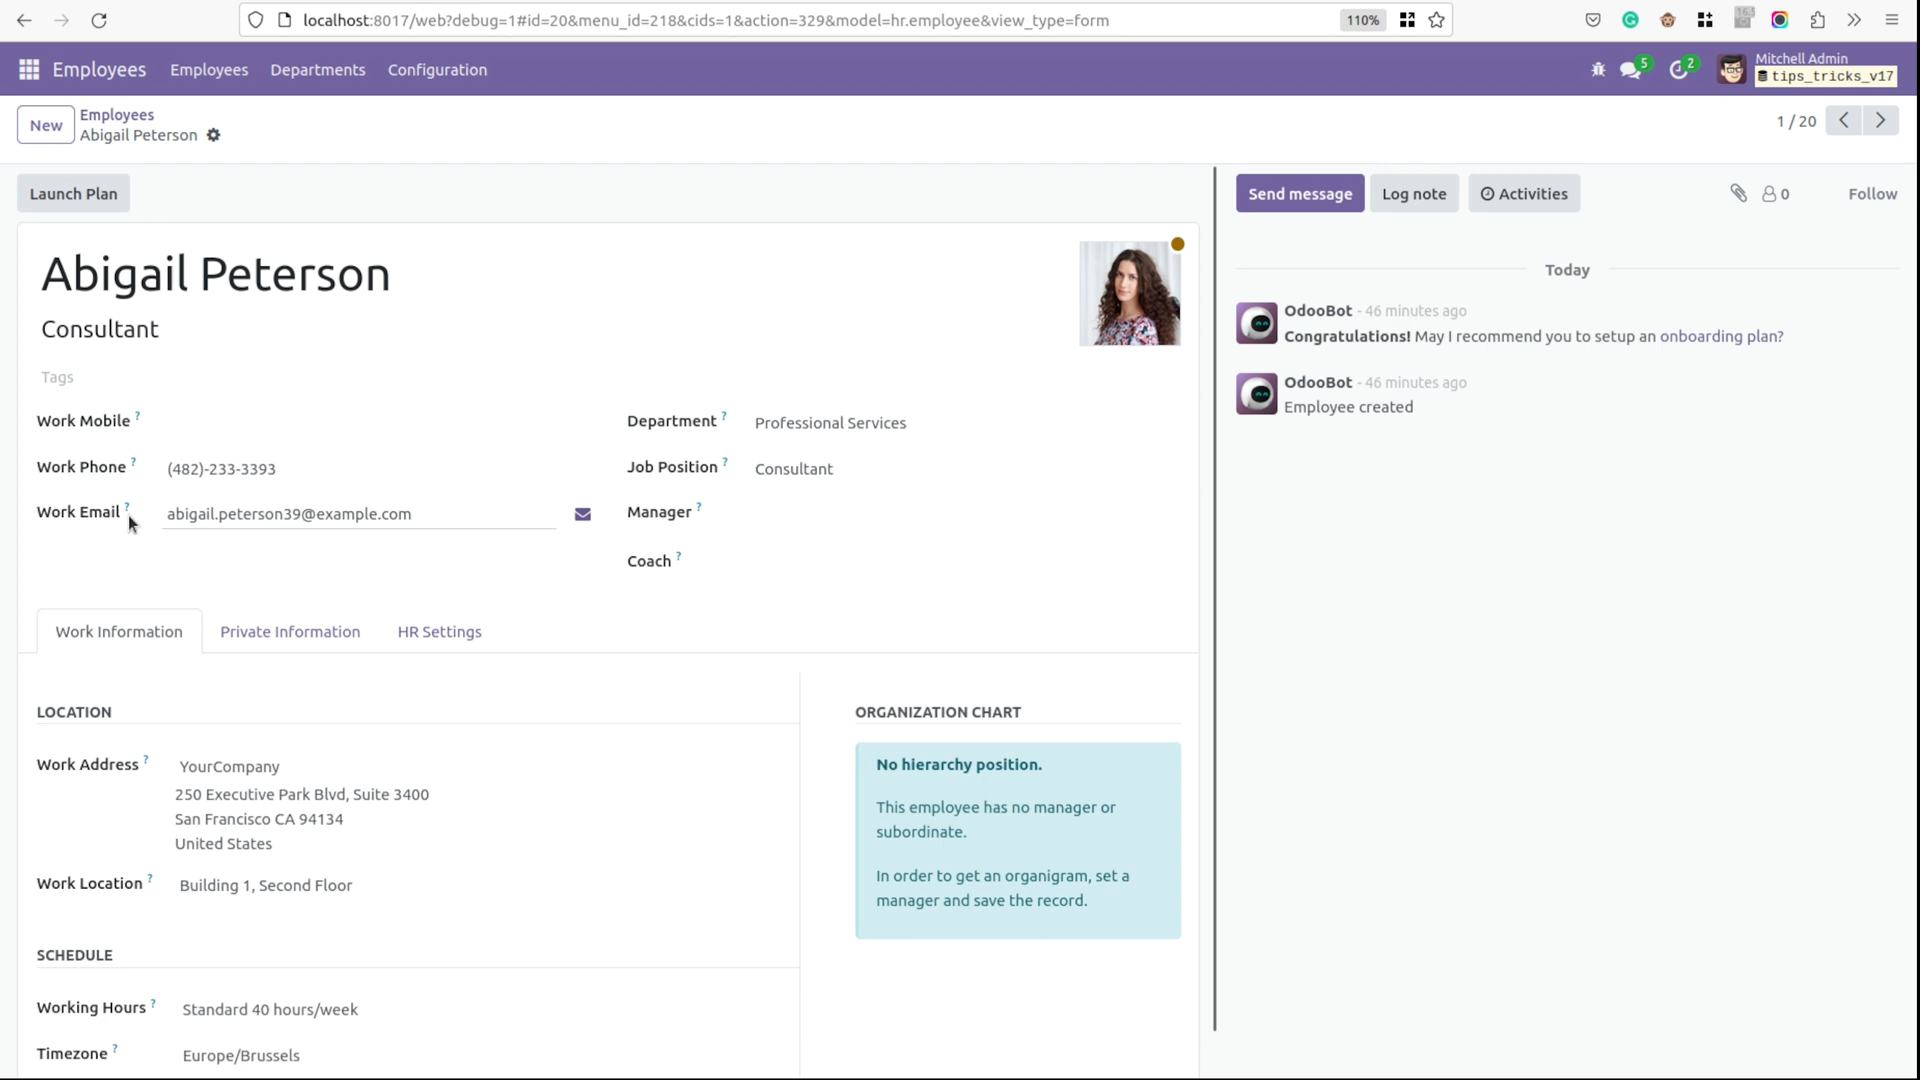 localhost:8017/web?debug=1#id=20&menu_id=218&cids=1&action=329&model=hr.employee&view_type=form
110%
16.3
Employees
Employees
Departments
Configuration
5
2
Mitchell Admin
tips_tricks_v17
New
Employees
Abigail Peterson
1 / 20
Launch Plan
Send message
Log note
Activities
0
Follow
Abigail Peterson
Consultant
Tags
Work Mobile ?
Work Phone ? (482)-233-3393
Work Email ? abigail.peterson39@example.com
Department ? Professional Services
Job Position ? Consultant
Manager ?
Coach ?
Today
OdooBot - 46 minutes ago
Congratulations! May I recommend you to setup an onboarding plan?
OdooBot - 46 minutes ago
Employee created
Work Information
Private Information
HR Settings
LOCATION
Work Address ? YourCompany
250 Executive Park Blvd, Suite 3400
San Francisco CA 94134
United States
Work Location ? Building 1, Second Floor
SCHEDULE
Working Hours ? Standard 40 hours/week
Timezone ? Europe/Brussels
ORGANIZATION CHART
No hierarchy position.
This employee has no manager or
subordinate.
In order to get an organigram, set a
manager and save the record.